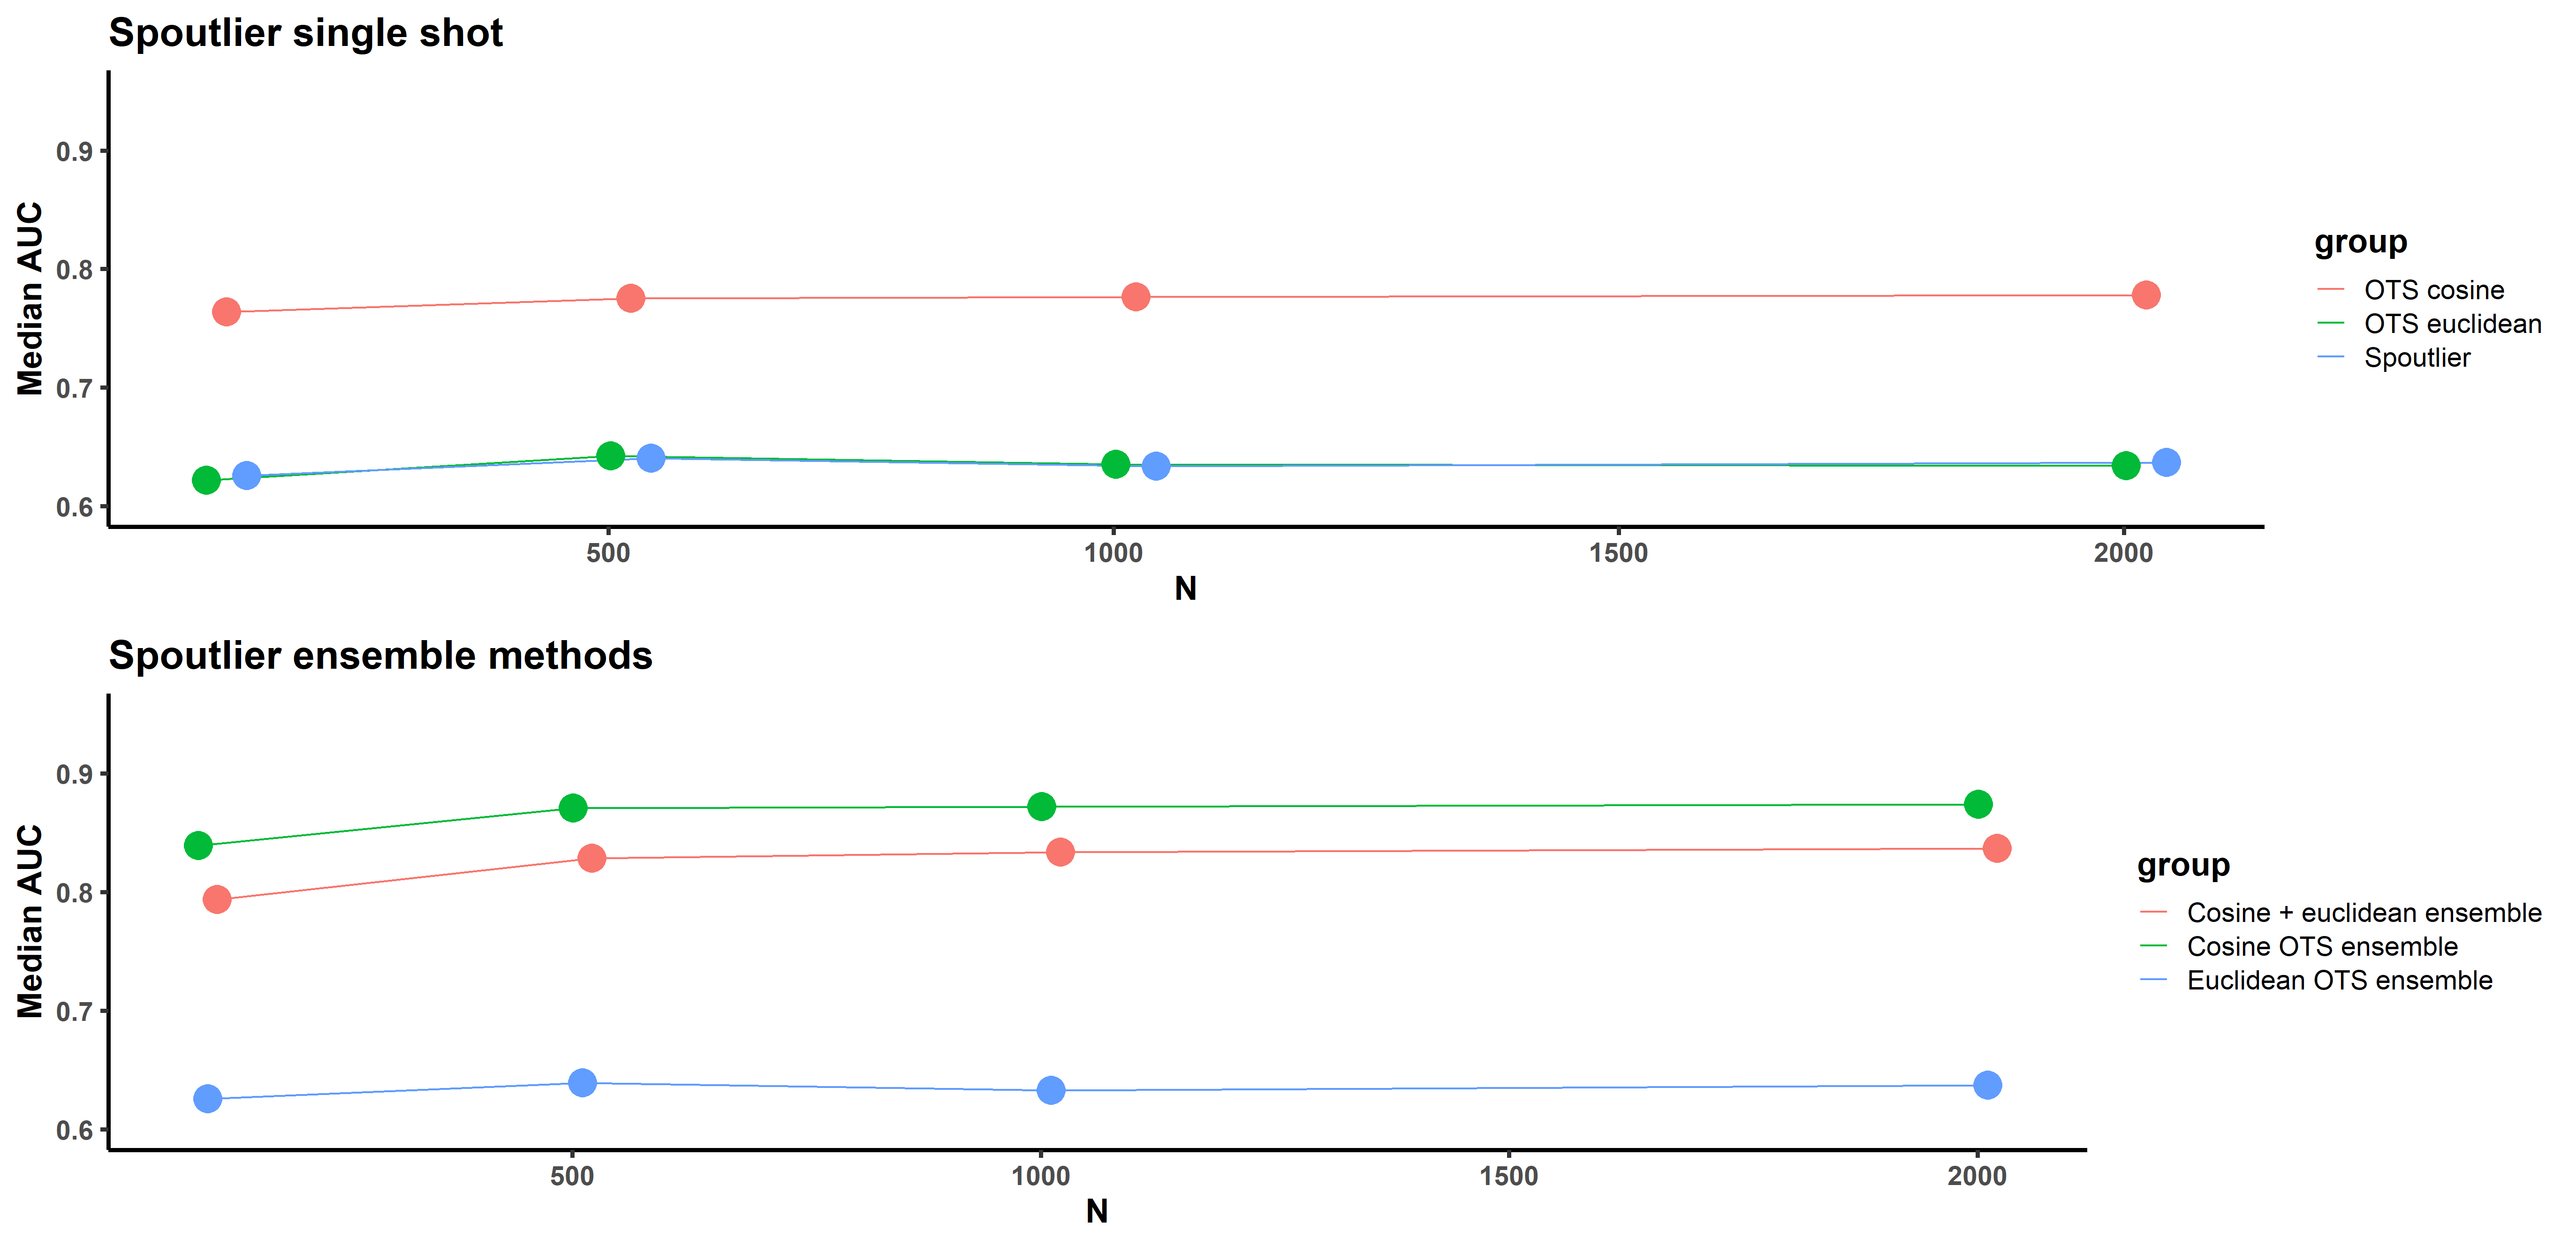 Spoutlier single shot
Median AUC
0.9
0.8
0.7
0.6
500 1000 1500 2000
N
group
OTS cosine
OTS euclidean
Spoutlier
Spoutlier ensemble methods
Median AUC
0.9
0.8
0.7
0.6
500 1000 1500 2000
N
group
Cosine + euclidean ensemble
Cosine OTS ensemble
Euclidean OTS ensemble